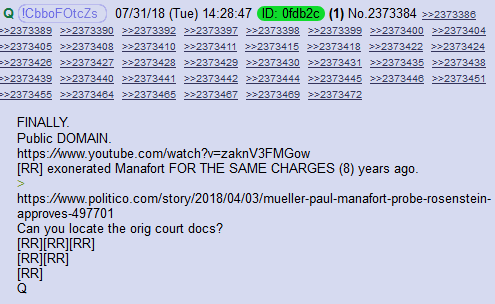 Q !CbboFOtcZs 07/31/18 (Tue) 14:28:47 ID: 0fdb2c (1) No.2373384 >>2373386
>>2373389 >>2373390 >>2373392 >>2373397 >>2373398 >>2373399 >>2373400 >>2373404
>>2373405 >>2373408 >>2373411 >>2373415 >>2373418 >>2373422 >>2373424
>>2373426 >>2373427 >>2373428 >>2373429 >>2373430 >>2373431 >>2373435 >>2373438
>>2373439 >>2373440 >>2373441 >>2373442 >>2373444 >>2373445 >>2373446 >>2373451
>>2373455 >>2373464 >>2373465 >>2373467 >>2373469 >>2373472
FINALLY.
Public DOMAIN.
https://www.youtube.com/watch?v=zaknV3FMGow
[RR] exonerated Manafort FOR THE SAME CHARGES (8) years ago.
>
https://www.politico.com/story/2018/04/03/mueller-paul-manafort-probe-rosenstein-
approves-497701
Can you locate the orig court docs?
[RR][RR][RR]
[RR][RR]
[RR]
Q